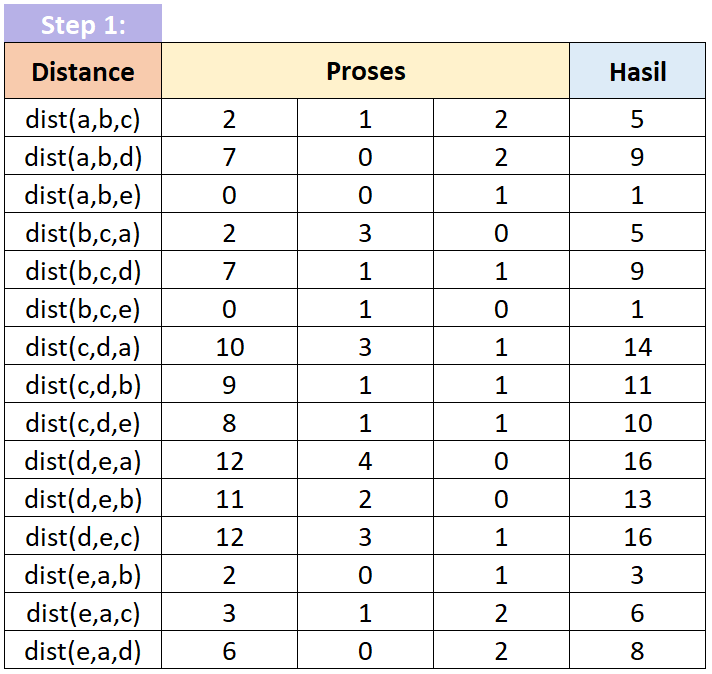 Step 1:
Distance Proses Hasil
dist(a,b,c) 2 1 2 5
dist(a,b,d) 7 0 2 9
dist(a,b,e) 0 0 1 1
dist(b,c,a) 2 3 0 5
dist(b,c,d) 7 1 1 9
dist(b,c,e) 0 1 0 1
dist(c,d,a) 10 3 1 14
dist(c,d,b) 9 1 1 11
dist(c,d,e) 8 1 1 10
dist(d,e,a) 12 4 0 16
dist(d,e,b) 11 2 0 13
dist(d,e,c) 12 3 1 16
dist(e,a,b) 2 0 1 3
dist(e,a,c) 3 1 2 6
dist(e,a,d) 6 0 2 8